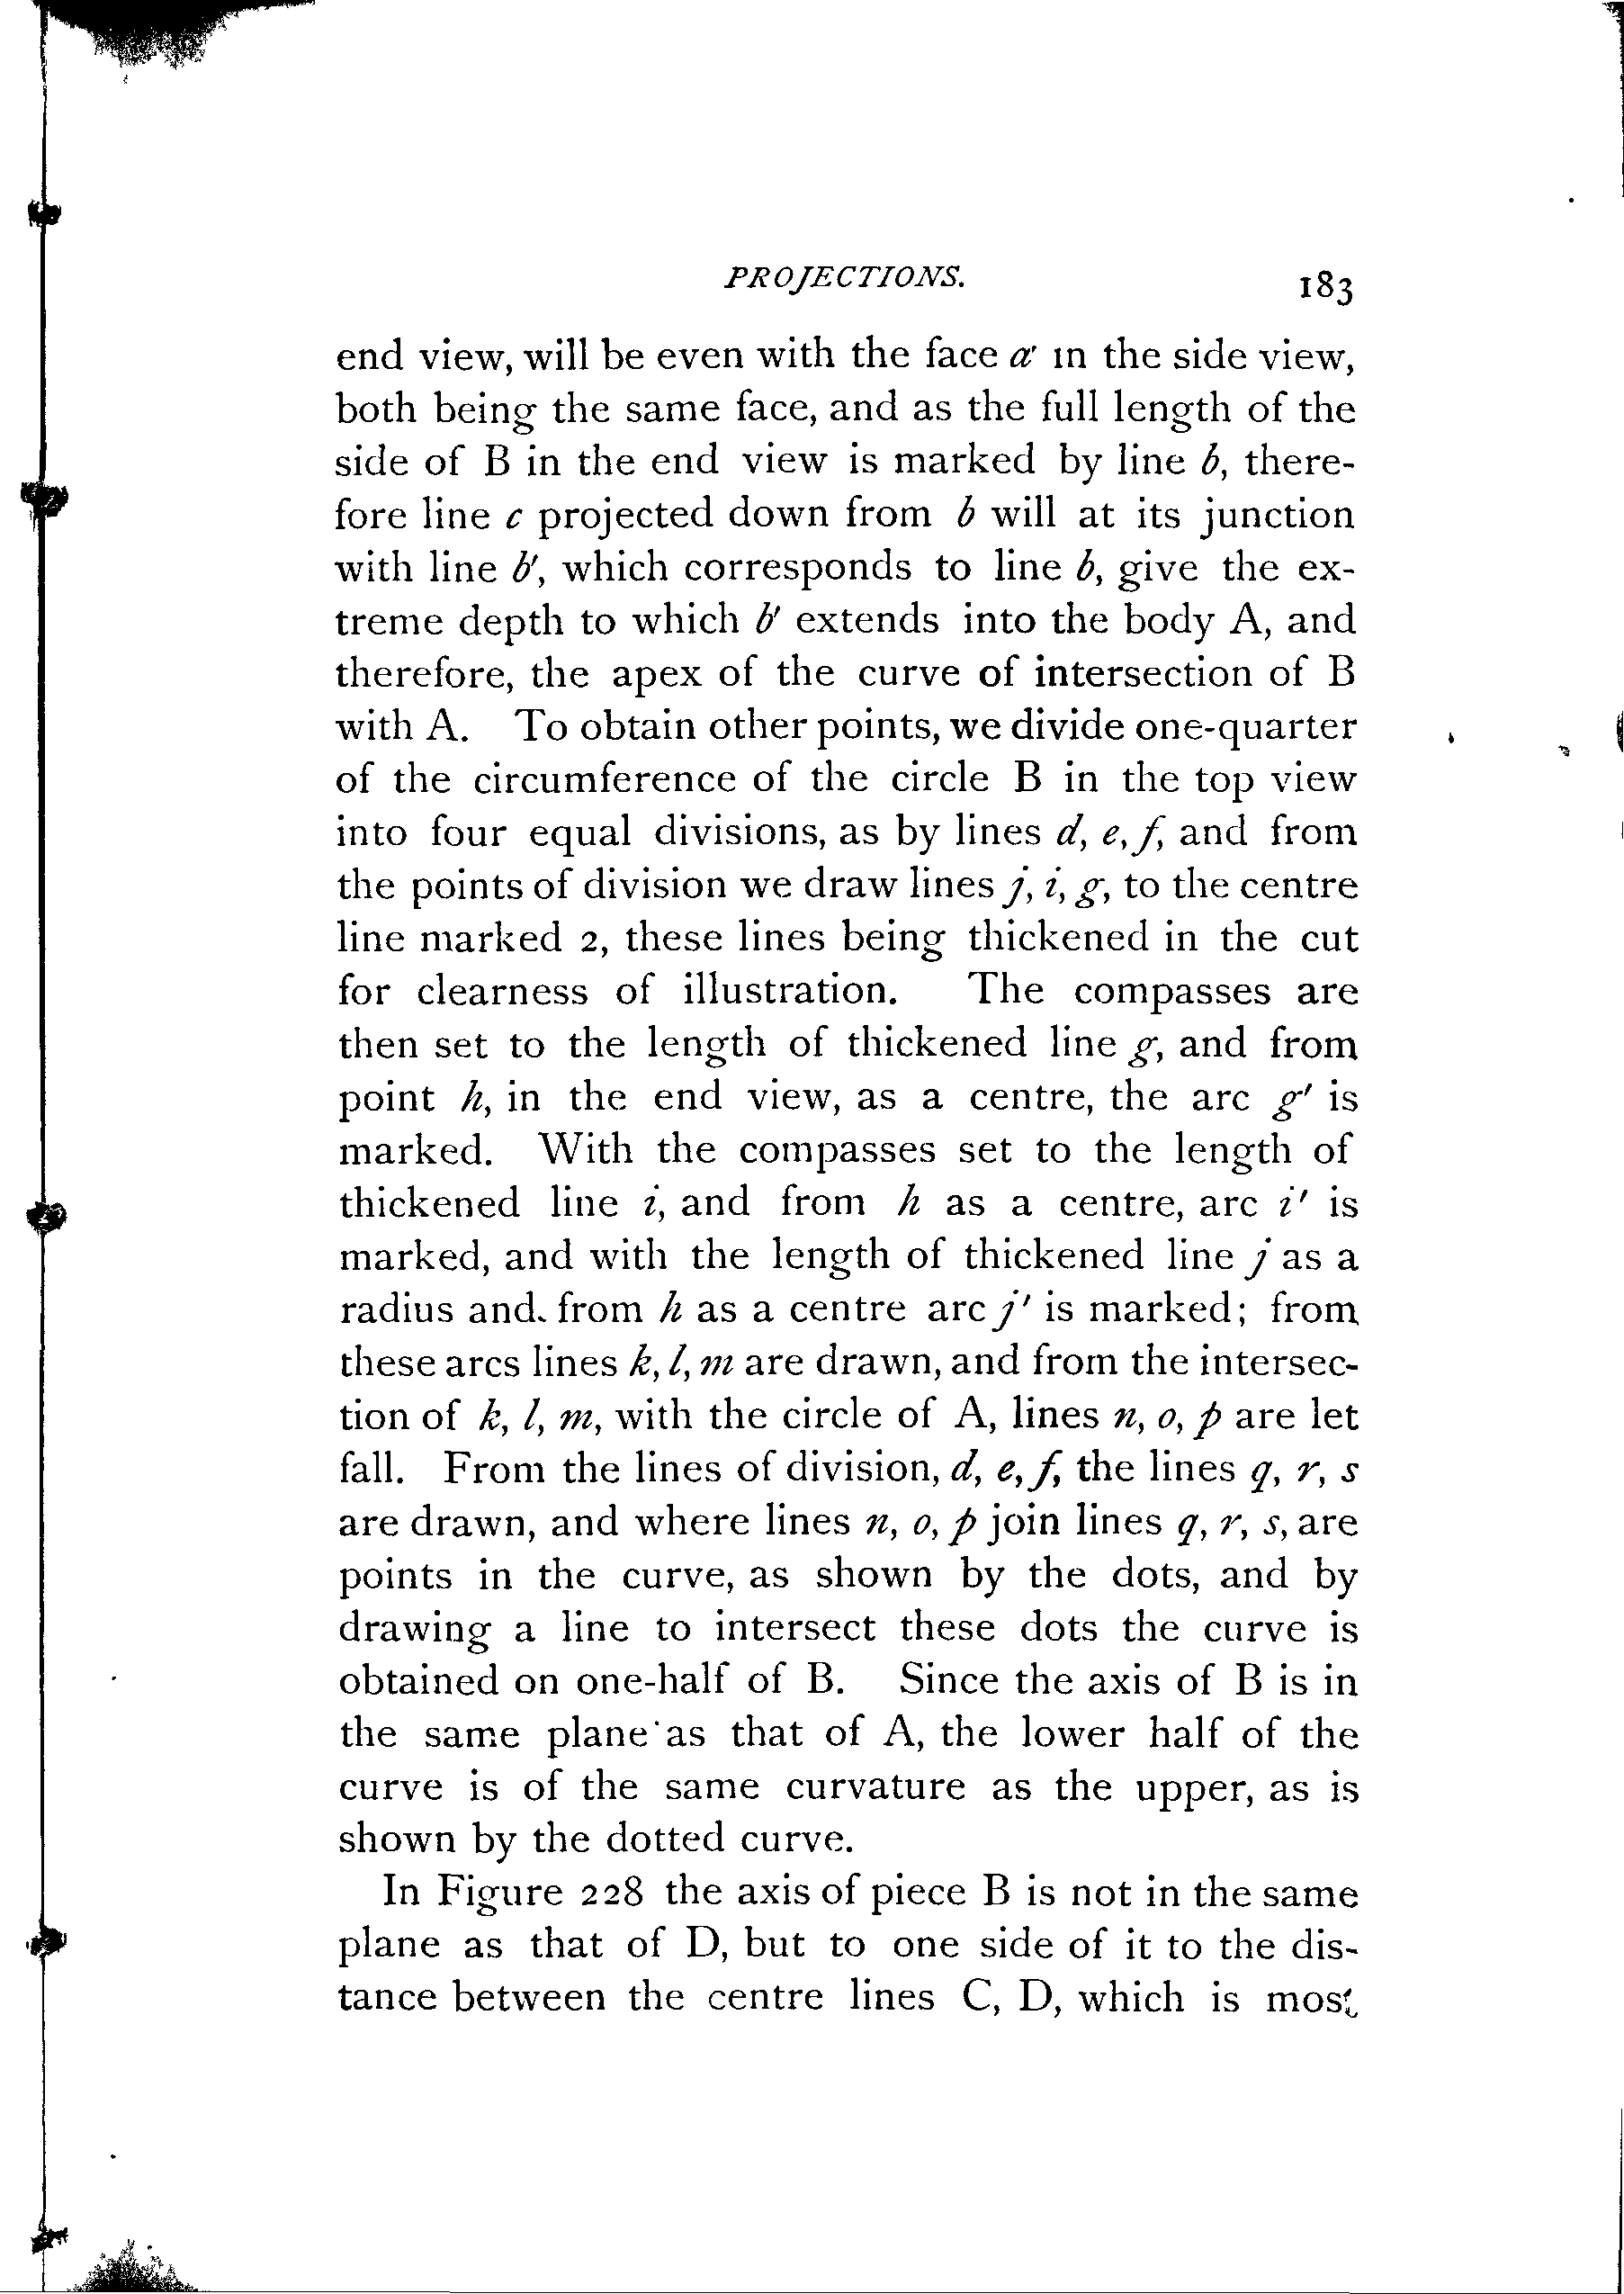 PROJECTIONS.
183
end view, will be even with the face a' in the side view,
both being the same face, and as the full length of the
side of B in the end view is marked by line b, there-
fore line c projected down from b will at its junction
with line b', which corresponds to line b, give the ex-
treme depth to which b' extends into the body A, and
therefore, the apex of the curve of intersection of B
with A. To obtain other points, we divide one-quarter
of the circumference of the circle B in the top view
into four equal divisions, as by lines d, e, f, and from
the points of division we draw lines j, i, g, to the centre
line marked 2, these lines being thickened in the cut
for clearness of illustration. The compasses are
then set to the length of thickened line g, and from
point h, in the end view, as a centre, the arc g' is
marked. With the compasses set to the length of
thickened line i, and from h as a centre, arc i' is
marked, and with the length of thickened line j as a
radius and from h as a centre arc j' is marked; from
these arcs lines k, l, m are drawn, and from the intersec-
tion of k, l, m, with the circle of A, lines n, o, p are let
fall. From the lines of division, d, e, f, the lines q, r, s
are drawn, and where lines n, o, p join lines q, r, s, are
points in the curve, as shown by the dots, and by
drawing a line to intersect these dots the curve is
obtained on one-half of B. Since the axis of B is in
the same plane as that of A, the lower half of the
curve is of the same curvature as the upper, as is
shown by the dotted curve.
In Figure 228 the axis of piece B is not in the same
plane as that of D, but to one side of it to the dis-
tance between the centre lines C, D, which is most